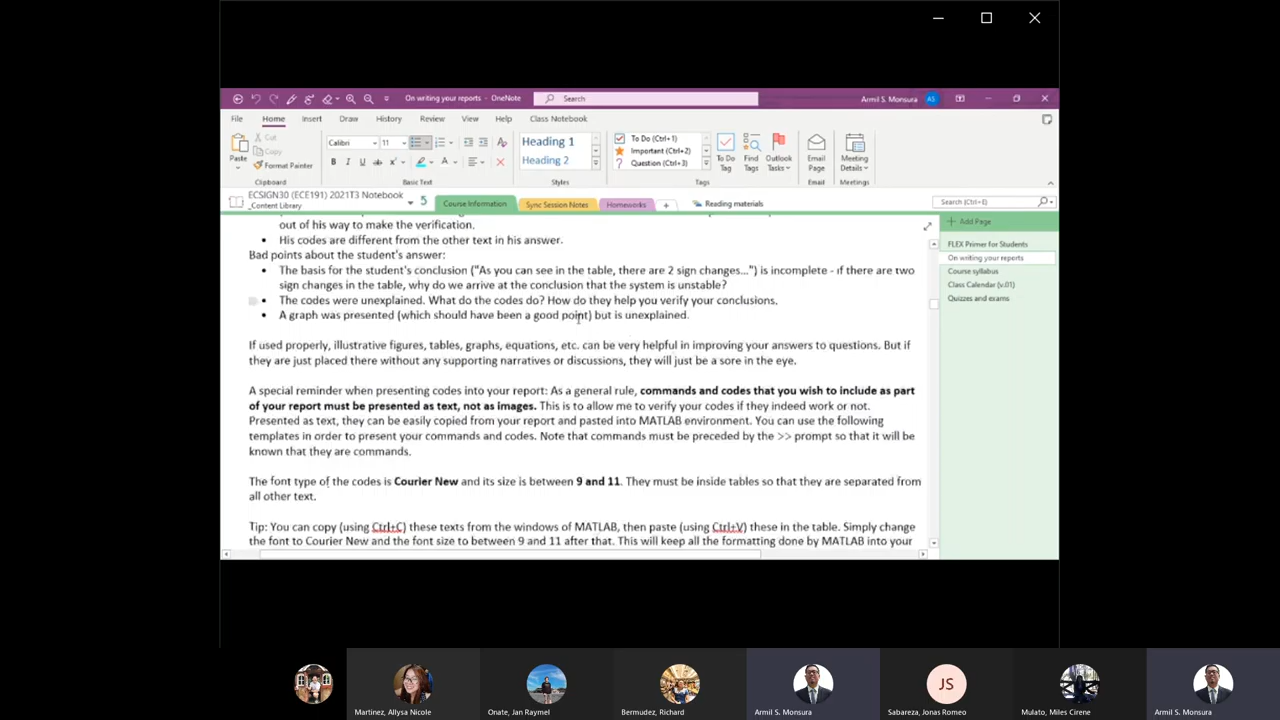 On writing your reports - OneNote
Search
Armil S. Monsura
AS
File
Home
Insert
Draw
History
Review
View
Help
Class Notebook
Paste
Cut
Copy
Format Painter
Clipboard
Calibri
11
Basic Text
Heading 1
Heading 2
Styles
To Do (Ctrl+1)
Important (Ctrl+2)
Question (Ctrl+3)
To Do Tag
Find Tags
Outlook Tasks
Tags
Email Page
Email
Meeting Details
Meetings
ECSIGN30 (ECE191) 2021T3 Notebook
_Content Library
Course Information
Sync Session Notes
Homeworks
Reading materials
Search (Ctrl+E)
out of his way to make the verification.
• His codes are different from the other text in his answer.
Bad points about the student's answer:
• The basis for the student's conclusion ("As you can see in the table, there are 2 sign changes...") is incomplete - if there are two
sign changes in the table, why do we arrive at the conclusion that the system is unstable?
• The codes were unexplained. What do the codes do? How do they help you verify your conclusions.
• A graph was presented (which should have been a good point) but is unexplained.
If used properly, illustrative figures, tables, graphs, equations, etc. can be very helpful in improving your answers to questions. But if
they are just placed there without any supporting narratives or discussions, they will just be a sore in the eye.
A special reminder when presenting codes into your report: As a general rule, commands and codes that you wish to include as part
of your report must be presented as text, not as images. This is to allow me to verify your codes if they indeed work or not.
Presented as text, they can be easily copied from your report and pasted into MATLAB environment. You can use the following
templates in order to present your commands and codes. Note that commands must be preceded by the >> prompt so that it will be
known that they are commands.
The font type of the codes is Courier New and its size is between 9 and 11. They must be inside tables so that they are separated from
all other text.
Tip: You can copy (using Ctrl+C) these texts from the windows of MATLAB, then paste (using Ctrl+V) these in the table. Simply change
the font to Courier New and the font size to between 9 and 11 after that. This will keep all the formatting done by MATLAB into your
Add Page
FLEX Primer for Students
On writing your reports
Course syllabus
Class Calendar (v.01)
Quizzes and exams
Martinez, Allysa Nicole
Onate, Jan Raymel
Bermudez, Richard
Armil S. Monsura
JS
Sabareza, Jonas Romeo
Mulato, Miles Cirene
Armil S. Monsura